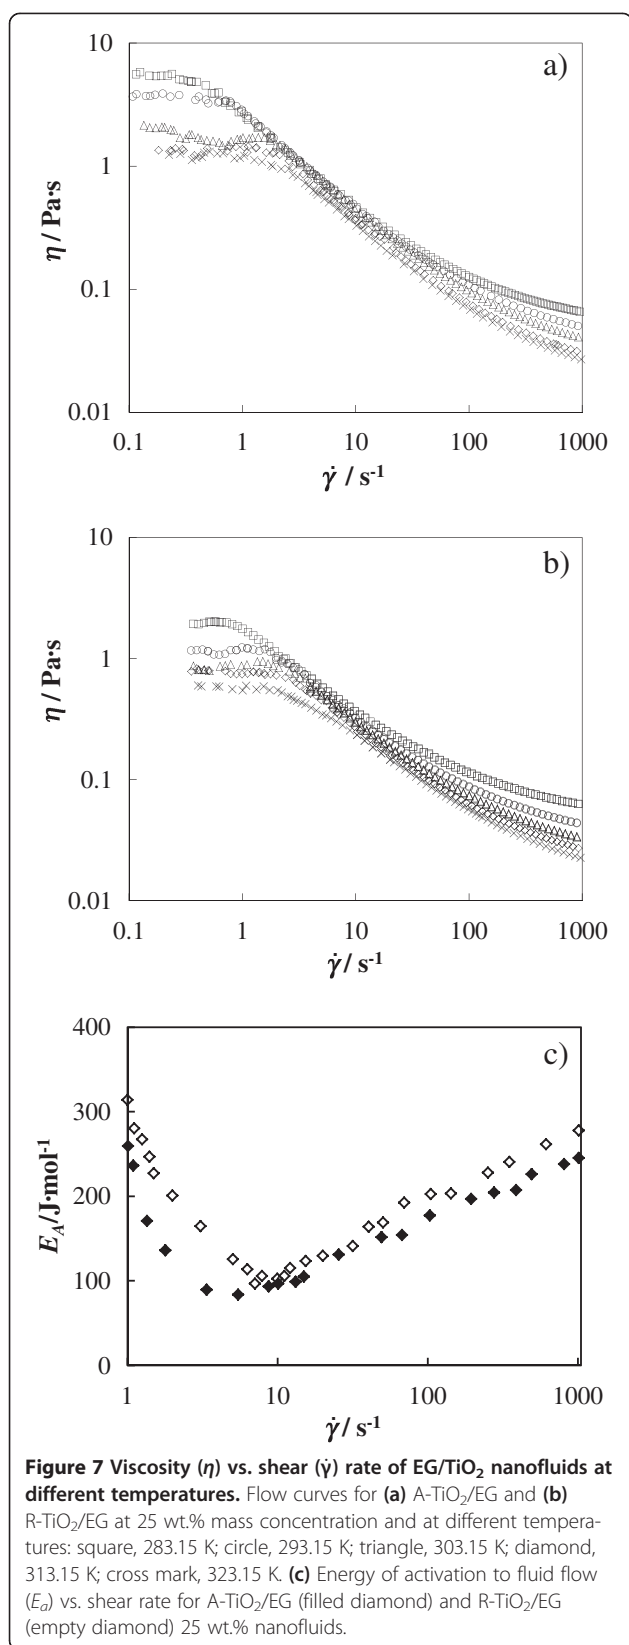 10
a)
1
η / Pa·s
0.1
0.01
0.1 1 10 100 1000
γ̇ / s-1
10
b)
1
η / Pa·s
0.1
0.01
0.1 1 10 100 1000
γ̇ / s-1
400
c)
300
EA/J·mol-1
200
100
0
1 10 100 1000
γ̇ / s-1
Figure 7 Viscosity (η) vs. shear (γ̇) rate of EG/TiO2 nanofluids at
different temperatures. Flow curves for (a) A-TiO2/EG and (b)
R-TiO2/EG at 25 wt.% mass concentration and at different tempera-
tures: square, 283.15 K; circle, 293.15 K; triangle, 303.15 K; diamond,
313.15 K; cross mark, 323.15 K. (c) Energy of activation to fluid flow
(Ea) vs. shear rate for A-TiO2/EG (filled diamond) and R-TiO2/EG
(empty diamond) 25 wt.% nanofluids.